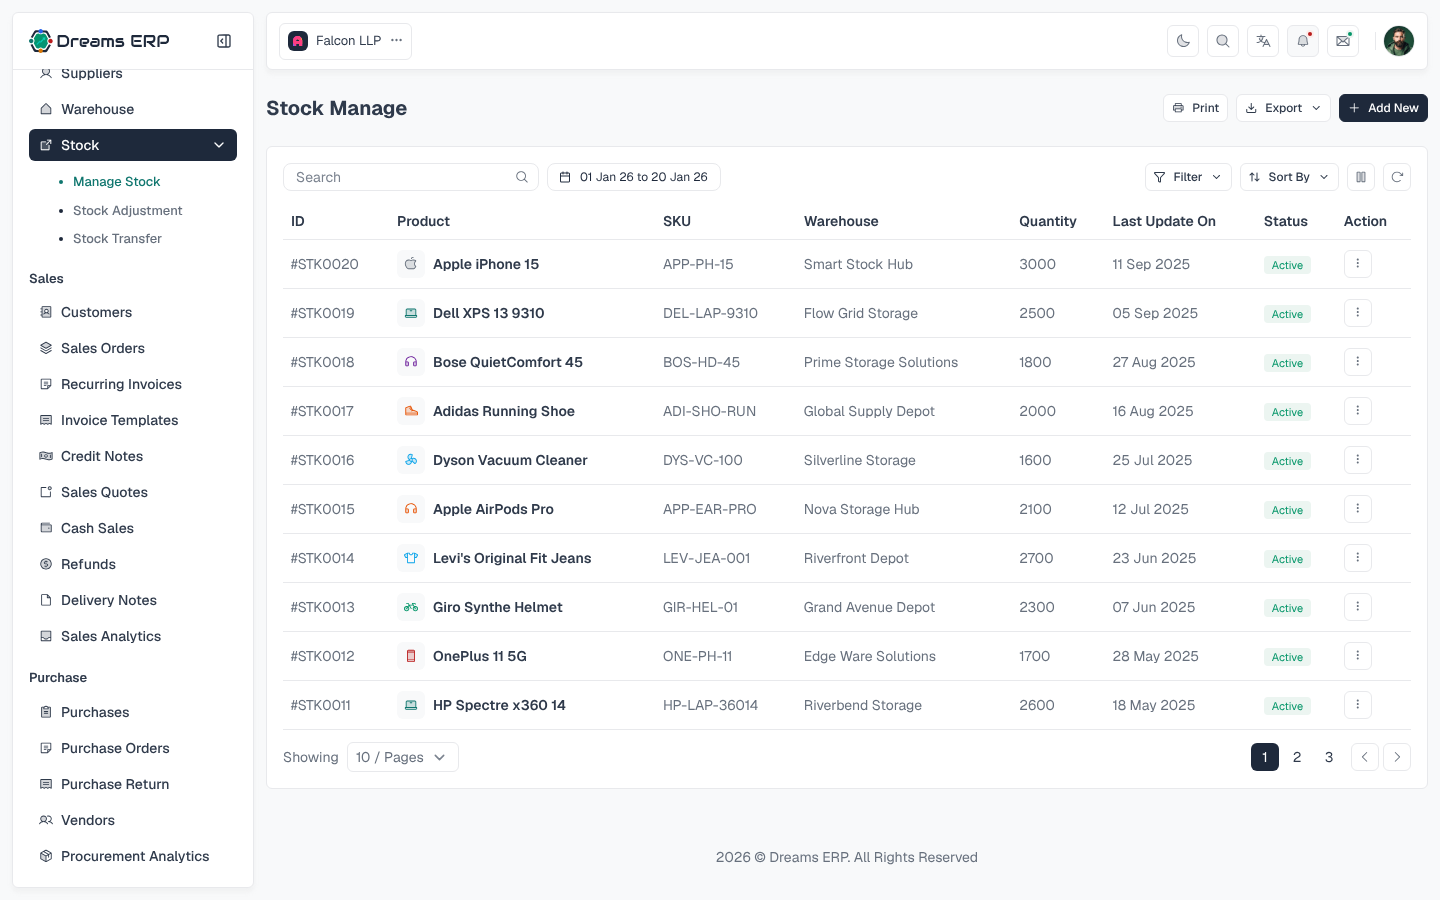 Dreams ERP
Suppliers
Warehouse
Stock
Manage Stock
Stock Adjustment
Stock Transfer
Sales
Customers
Sales Orders
Recurring Invoices
Invoice Templates
Credit Notes
Sales Quotes
Cash Sales
Refunds
Delivery Notes
Sales Analytics
Purchase
Purchases
Purchase Orders
Purchase Return
Vendors
Procurement Analytics
Falcon LLP
Stock Manage
Print
Export
Add New
Search
01 Jan 26 to 20 Jan 26
Filter
Sort By
ID Product SKU Warehouse Quantity Last Update On Status Action
#STK0020 Apple iPhone 15 APP-PH-15 Smart Stock Hub 3000 11 Sep 2025 Active
#STK0019 Dell XPS 13 9310 DEL-LAP-9310 Flow Grid Storage 2500 05 Sep 2025 Active
#STK0018 Bose QuietComfort 45 BOS-HD-45 Prime Storage Solutions 1800 27 Aug 2025 Active
#STK0017 Adidas Running Shoe ADI-SHO-RUN Global Supply Depot 2000 16 Aug 2025 Active
#STK0016 Dyson Vacuum Cleaner DYS-VC-100 Silverline Storage 1600 25 Jul 2025 Active
#STK0015 Apple AirPods Pro APP-EAR-PRO Nova Storage Hub 2100 12 Jul 2025 Active
#STK0014 Levi's Original Fit Jeans LEV-JEA-001 Riverfront Depot 2700 23 Jun 2025 Active
#STK0013 Giro Synthe Helmet GIR-HEL-01 Grand Avenue Depot 2300 07 Jun 2025 Active
#STK0012 OnePlus 11 5G ONE-PH-11 Edge Ware Solutions 1700 28 May 2025 Active
#STK0011 HP Spectre x360 14 HP-LAP-36014 Riverbend Storage 2600 18 May 2025 Active
Showing 10 / Pages
1 2 3
2026 © Dreams ERP. All Rights Reserved